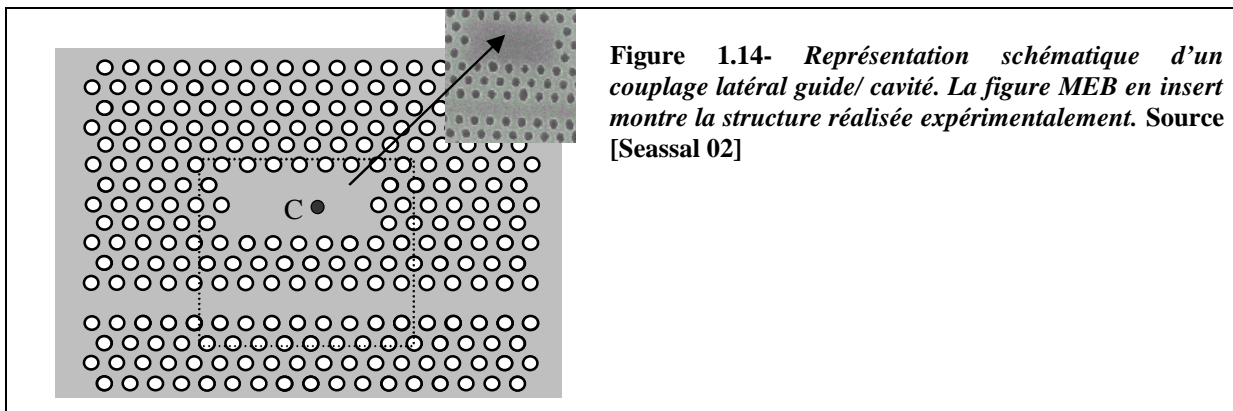 Figure 1.14- Représentation schématique d'un
couplage latéral guide/ cavité. La figure MEB en insert
montre la structure réalisée expérimentalement. Source
[Seassal 02]
C